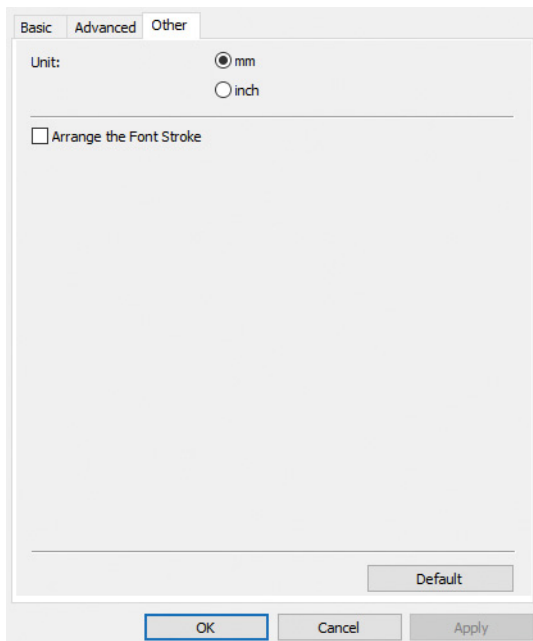 Basic Advanced Other
Unit: mm
inch
Arrange the Font Stroke
Default
OK Cancel Apply